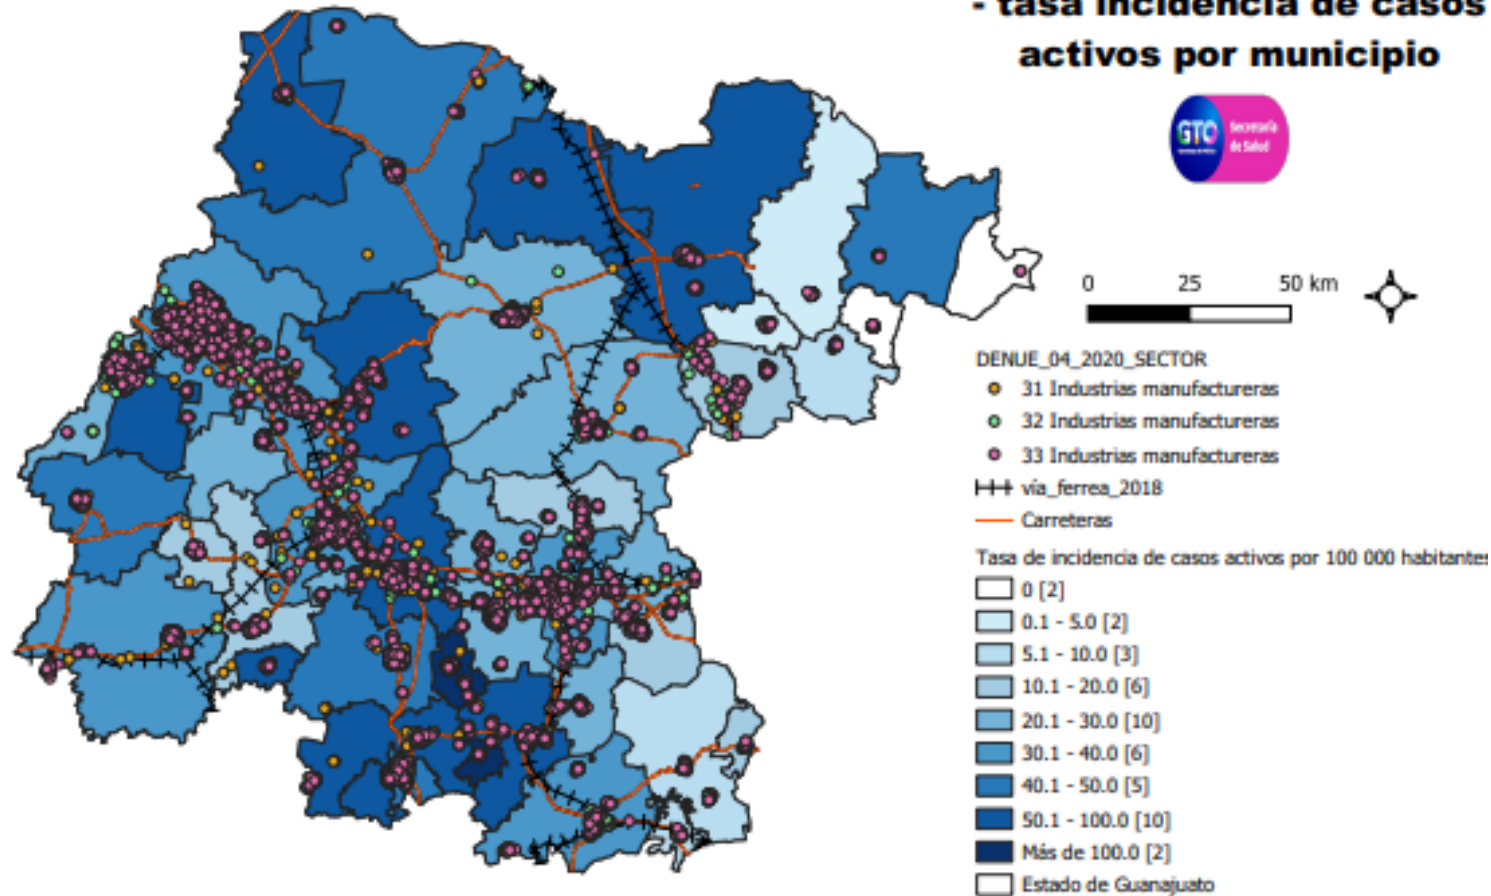 - tasa incidencia de casos
activos por municipio
GTO
Secretaría
de Salud
0 25 50 km
DENUE_04_2020_SECTOR
31 Industrias manufactureras
32 Industrias manufactureras
33 Industrias manufactureras
vía_ferrea_2018
Carreteras
Tasa de incidencia de casos activos por 100 000 habitantes
0 [2]
0.1 - 5.0 [2]
5.1 - 10.0 [3]
10.1 - 20.0 [6]
20.1 - 30.0 [10]
30.1 - 40.0 [6]
40.1 - 50.0 [5]
50.1 - 100.0 [10]
Más de 100.0 [2]
Estado de Guanajuato